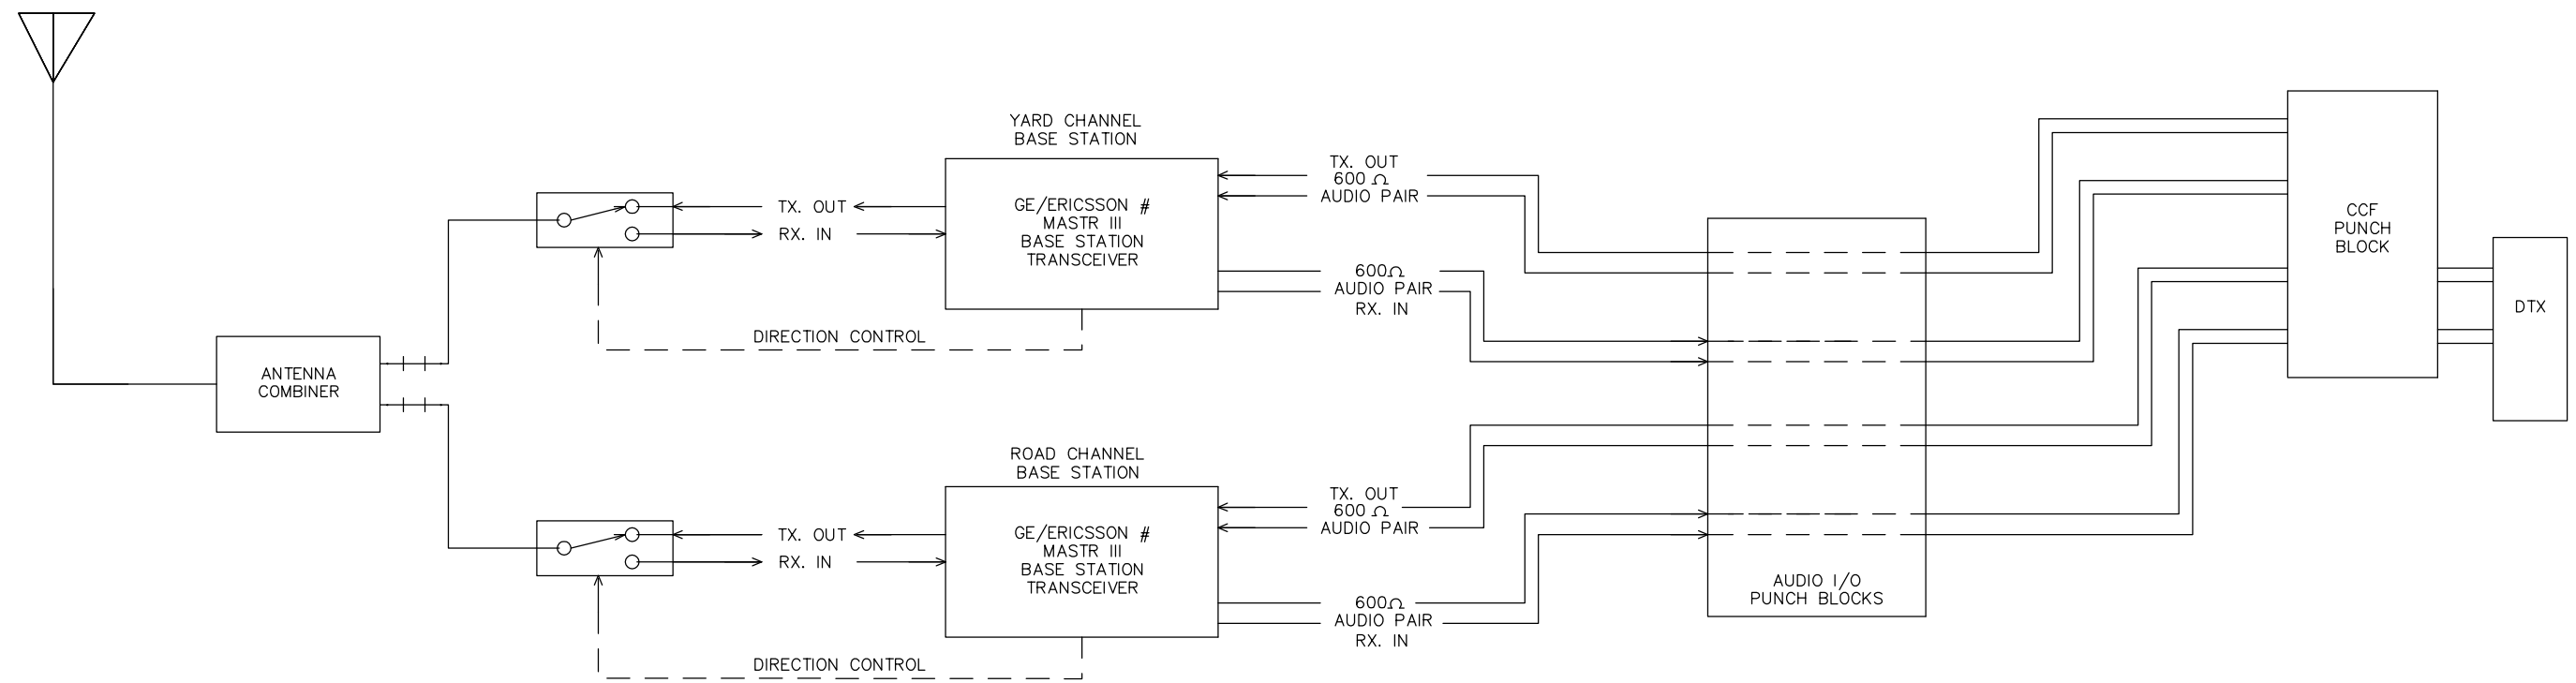 YARD CHANNEL
BASE STATION
GE/ERICSSON #
MASTR III
BASE STATION
TRANSCEIVER
TX. OUT
RX. IN
DIRECTION CONTROL
TX. OUT
600 Ω
AUDIO PAIR
600Ω
AUDIO PAIR
RX. IN
ANTENNA
COMBINER
ROAD CHANNEL
BASE STATION
GE/ERICSSON #
MASTR III
BASE STATION
TRANSCEIVER
TX. OUT
RX. IN
DIRECTION CONTROL
TX. OUT
600 Ω
AUDIO PAIR
600Ω
AUDIO PAIR
RX. IN
AUDIO I/O
PUNCH BLOCKS
CCF
PUNCH
BLOCK
DTX